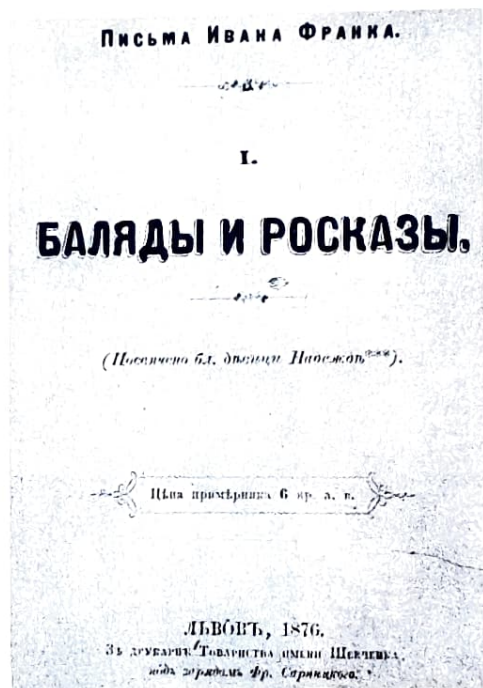 Письма Ивана Франка.
I.
БАЛЯДЫ И РОСКАЗЫ.
(Посвячено бл. дѣвици Надеждѣ***).
Цѣна примѣрника 6 кр. а. в.
ЛЬВОВЪ, 1876.
Зъ друкарнѣ Товариства имени Шевченка,
подъ зарядомъ Фр. Сарницкого.